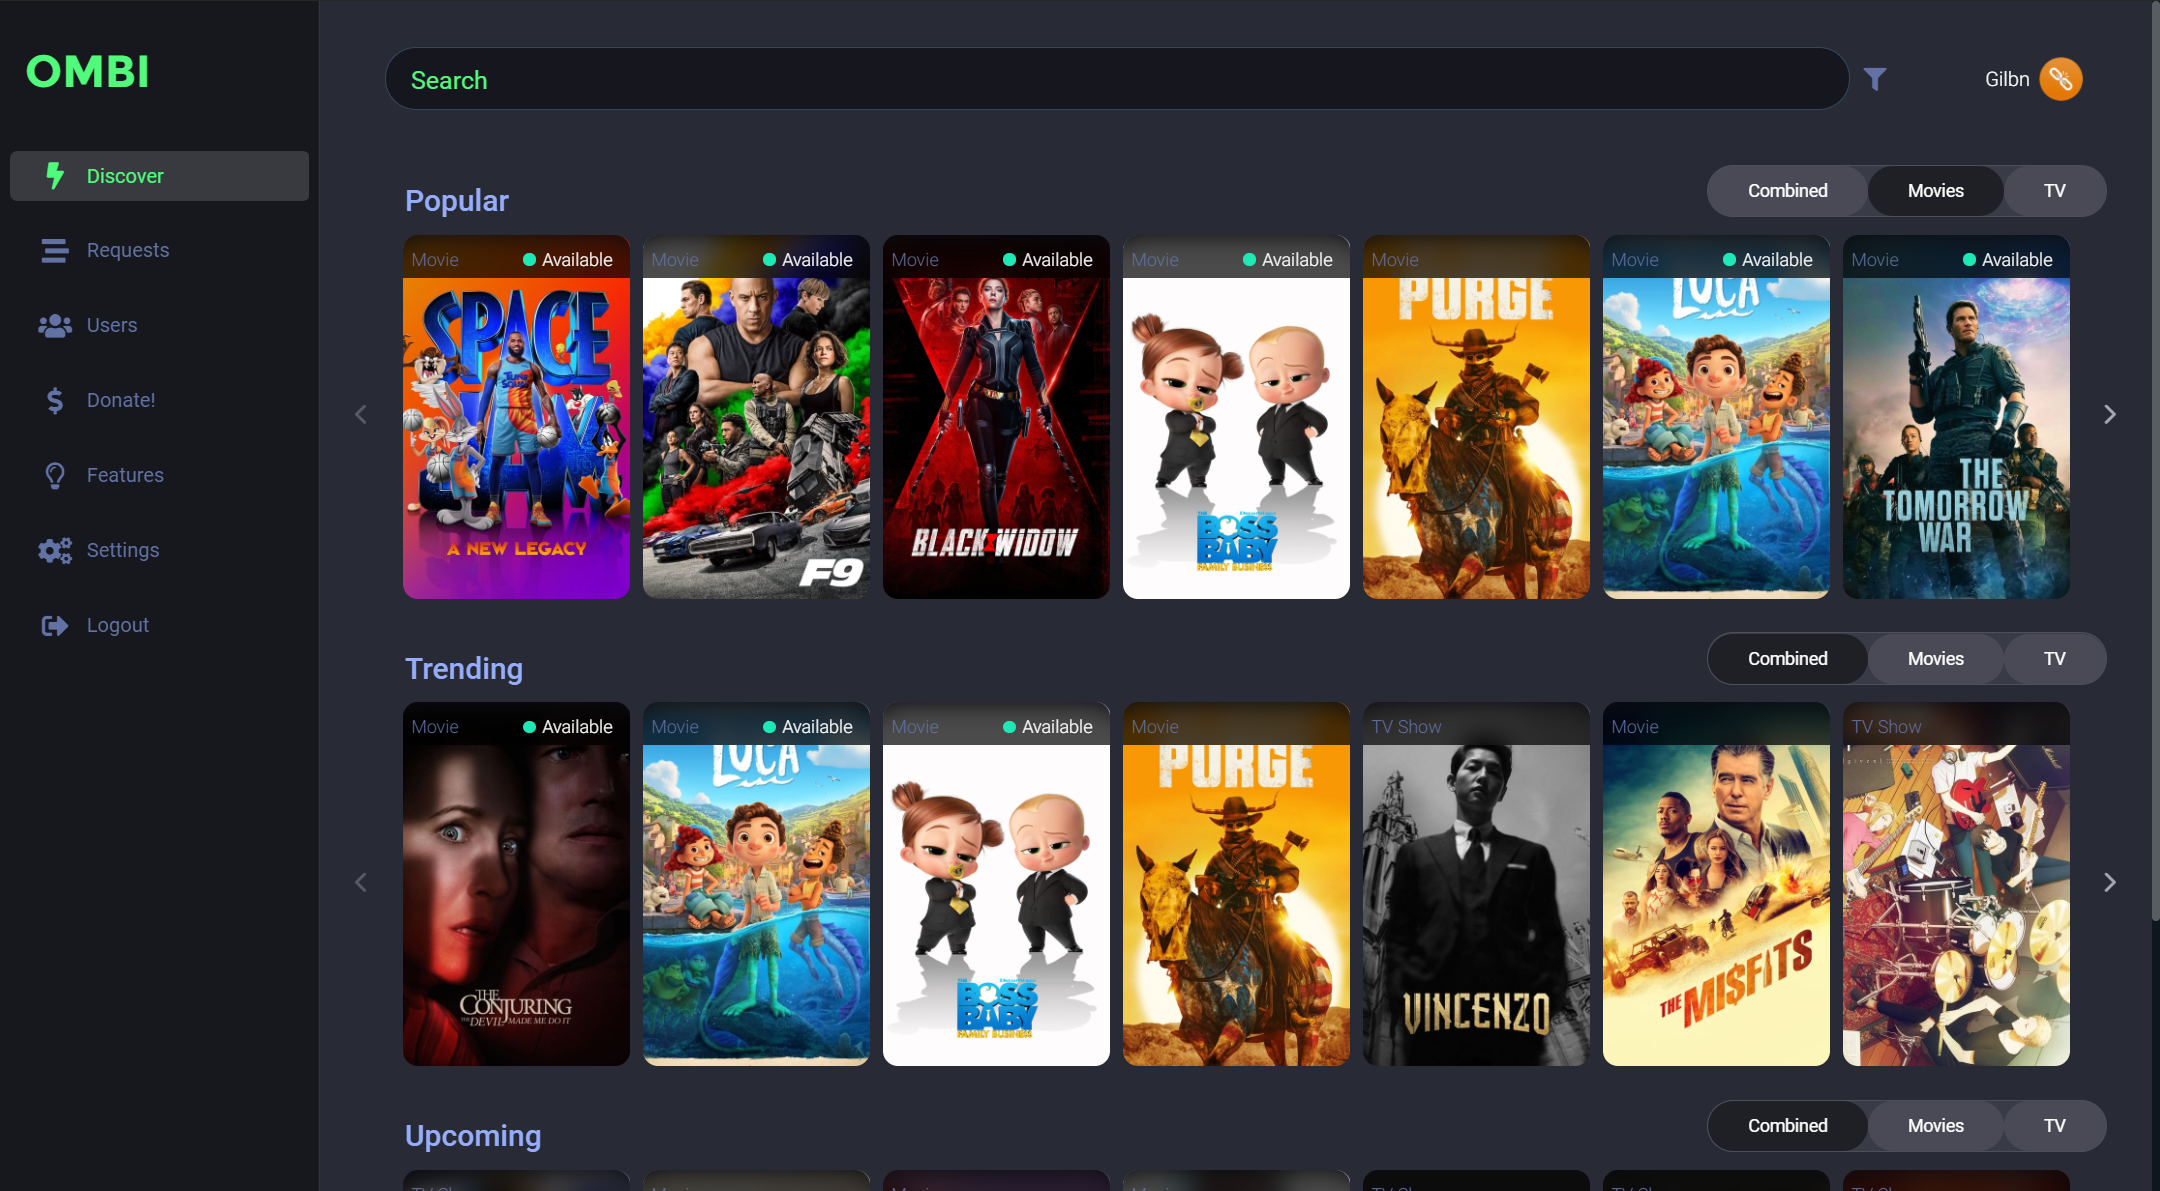 OMBI
Search
Gilbn
Discover
Requests
Users
Donate!
Features
Settings
Logout
Popular
Combined Movies TV
Movie Available
SPACE
TUNE SQUAD
JAM
A NEW LEGACY
Movie Available
F9
Movie Available
BLACK WIDOW
Movie Available
THE
BOSS
BABY
FAMILY BUSINESS
Movie
PURGE
Movie Available
LUCA
Movie Available
THE
TOMORROW
WAR
Trending
Combined Movies TV
Movie Available
THE
CONJURING
THE DEVIL MADE ME DO IT
Movie Available
LUCA
Movie Available
THE
BOSS
BABY
FAMILY BUSINESS
Movie
PURGE
TV Show
VINCENZO
Movie
THE MISFITS
TV Show
Upcoming
Combined Movies TV